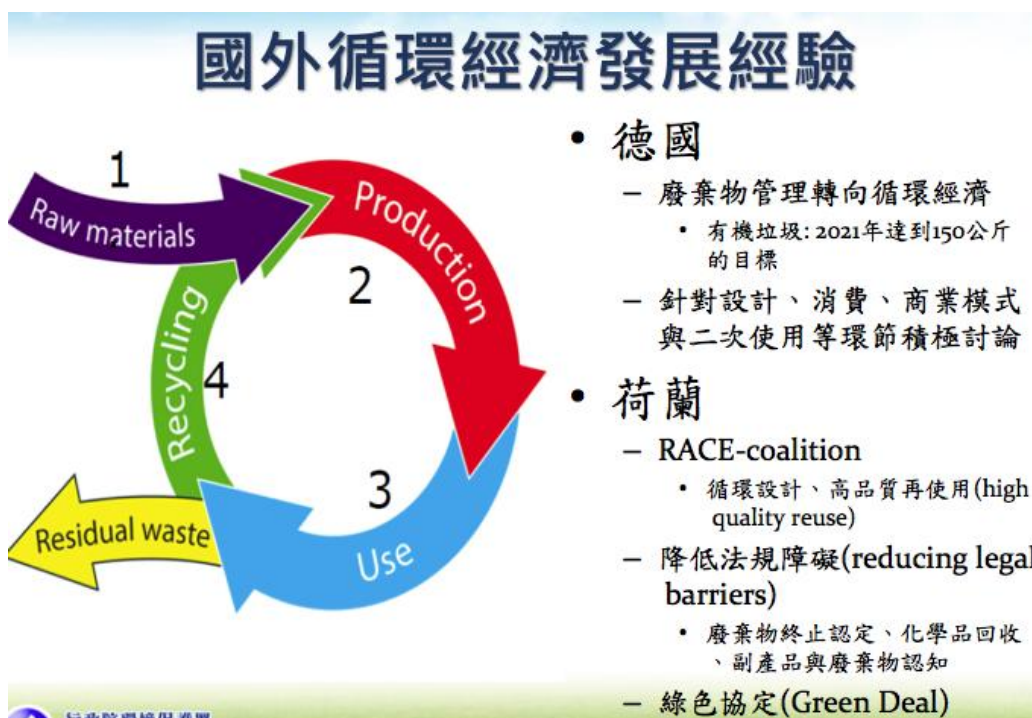 國外循環經濟發展經驗
1
Raw materials
Production
2
Recycling
4
3
Use
Residual waste
• 德國
– 廢棄物管理轉向循環經濟
• 有機垃圾: 2021年達到150公斤
的目標
– 針對設計、消費、商業模式
與二次使用等環節積極討論
• 荷蘭
– RACE-coalition
• 循環設計、高品質再使用(high
quality reuse)
– 降低法規障礙(reducing legal
barriers)
• 廢棄物終止認定、化學品回收
、副產品與廢棄物認知
– 綠色協定(Green Deal)